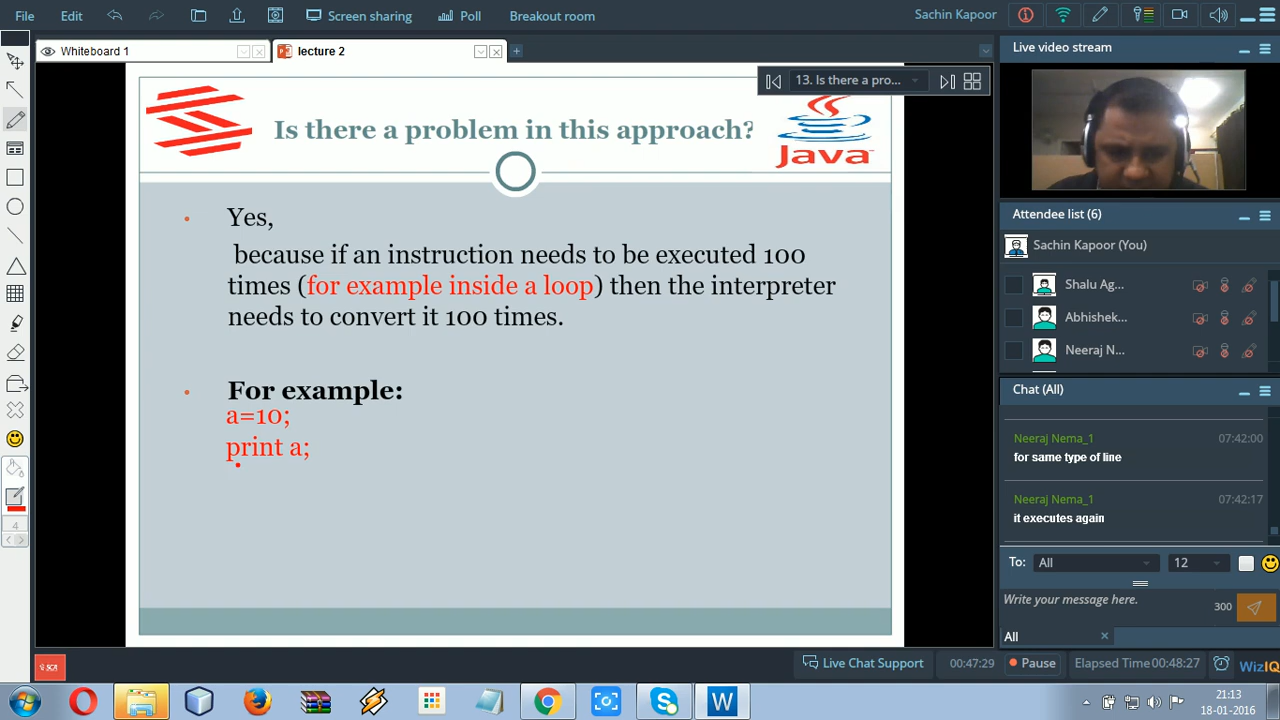 File Edit Screen sharing Poll Breakout room Sachin Kapoor
Whiteboard 1 lecture 2
Live video stream
13. Is there a pro...
Is there a problem in this approach?
Java
Yes,
because if an instruction needs to be executed 100
times (for example inside a loop) then the interpreter
needs to convert it 100 times.
For example:
a=10;
print a;
Attendee list (6)
Sachin Kapoor (You)
Shalu Ag...
Abhishek...
Neeraj N...
Chat (All)
Neeraj Nema_1 07:42:00
for same type of line
Neeraj Nema_1 07:42:17
it executes again
To: All 12
Write your message here. 300
All
4
SCA
Live Chat Support 00:47:29 Pause Elapsed Time 00:48:27 WizIQ
21:13
18-01-2016